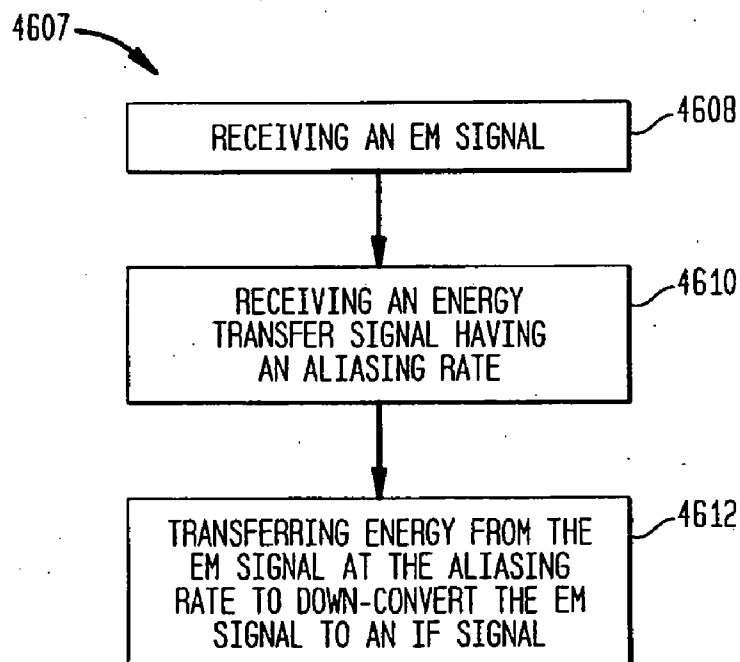 4607
RECEIVING AN EM SIGNAL
4608
RECEIVING AN ENERGY
TRANSFER SIGNAL HAVING
AN ALIASING RATE
4610
TRANSFERRING ENERGY FROM THE
EM SIGNAL AT THE ALIASING
RATE TO DOWN-CONVERT THE EM
SIGNAL TO AN IF SIGNAL
4612